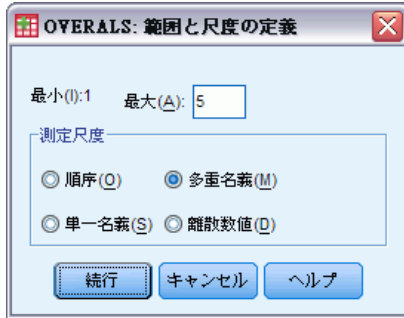 OVERALS: 範囲と尺度の定義
最小(I):1 最大(A): 5
測定尺度
順序(O) 多重名義(M)
単一名義(S) 離散数値(D)
続行 キャンセル ヘルプ